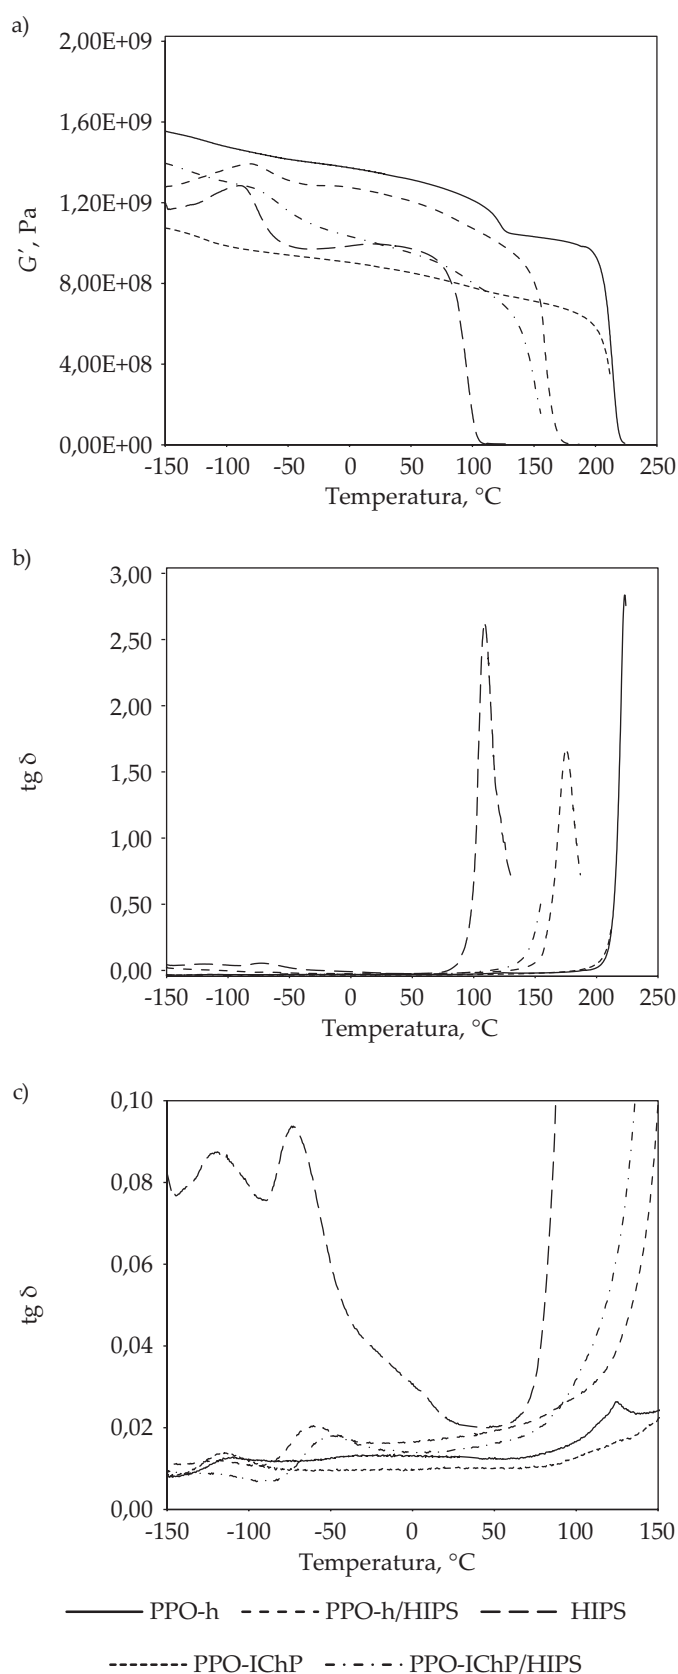 a)
2,00E+09
1,60E+09
1,20E+09
8,00E+08
4,00E+08
0,00E+00
G′, Pa
-150 -100 -50 0 50 100 150 200 250
Temperatura, °C
b)
3,00
2,50
2,00
1,50
1,00
0,50
0,00
tg δ
-150 -100 -50 0 50 100 150 200 250
Temperatura, °C
c)
0,10
0,08
0,06
0,04
0,02
0,00
tg δ
-150 -100 -50 0 50 100 150
Temperatura, °C
PPO-h PPO-h/HIPS HIPS
PPO-IChP PPO-IChP/HIPS